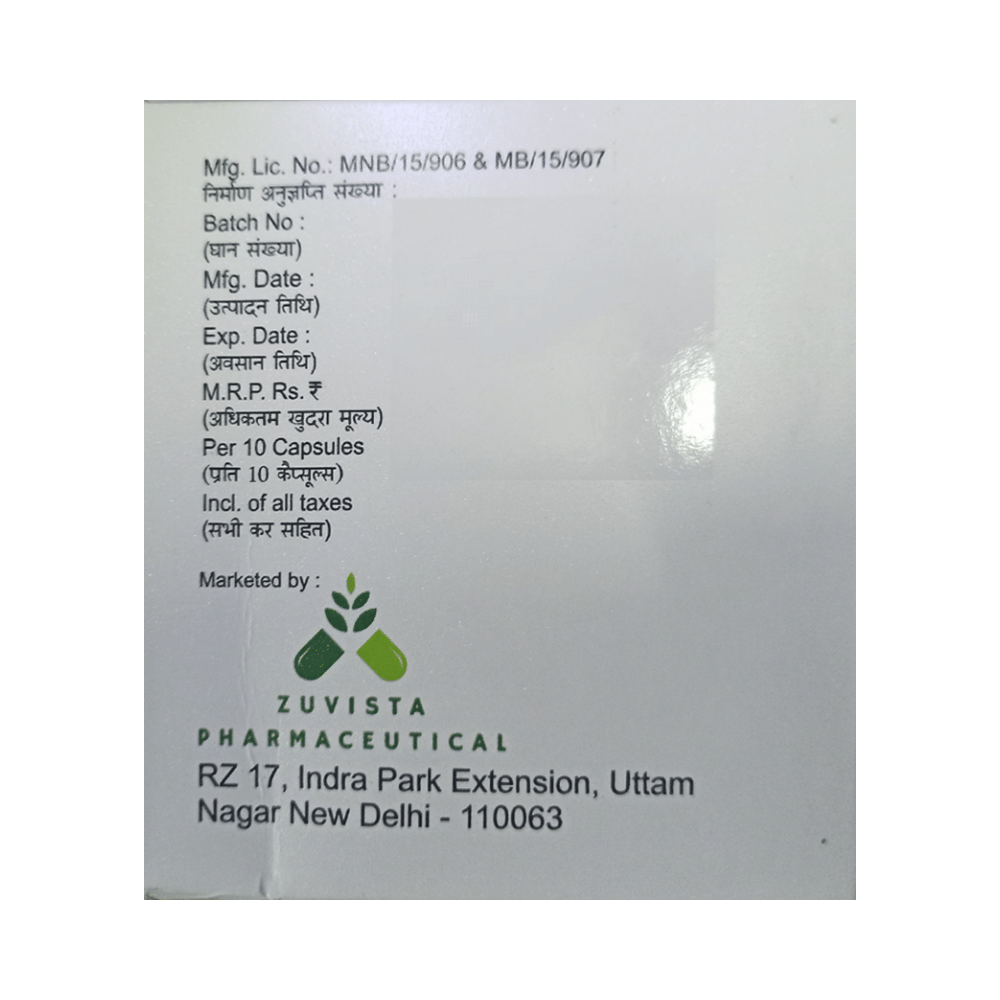 Mfg. Lic. No.: MNB/15/906 & MB/15/907
निर्माण अनुज्ञप्ति संख्या :
Batch No :
(घान संख्या)
Mfg. Date :
(उत्पादन तिथि)
Exp. Date :
(अवसान तिथि)
M.R.P. Rs. ₹
(अधिकतम खुदरा मूल्य)
Per 10 Capsules
(प्रति 10 कैप्सूल्स)
Incl. of all taxes
(सभी कर सहित)
Marketed by :
ZUVISTA
PHARMACEUTICAL
RZ 17, Indra Park Extension, Uttam
Nagar New Delhi - 110063